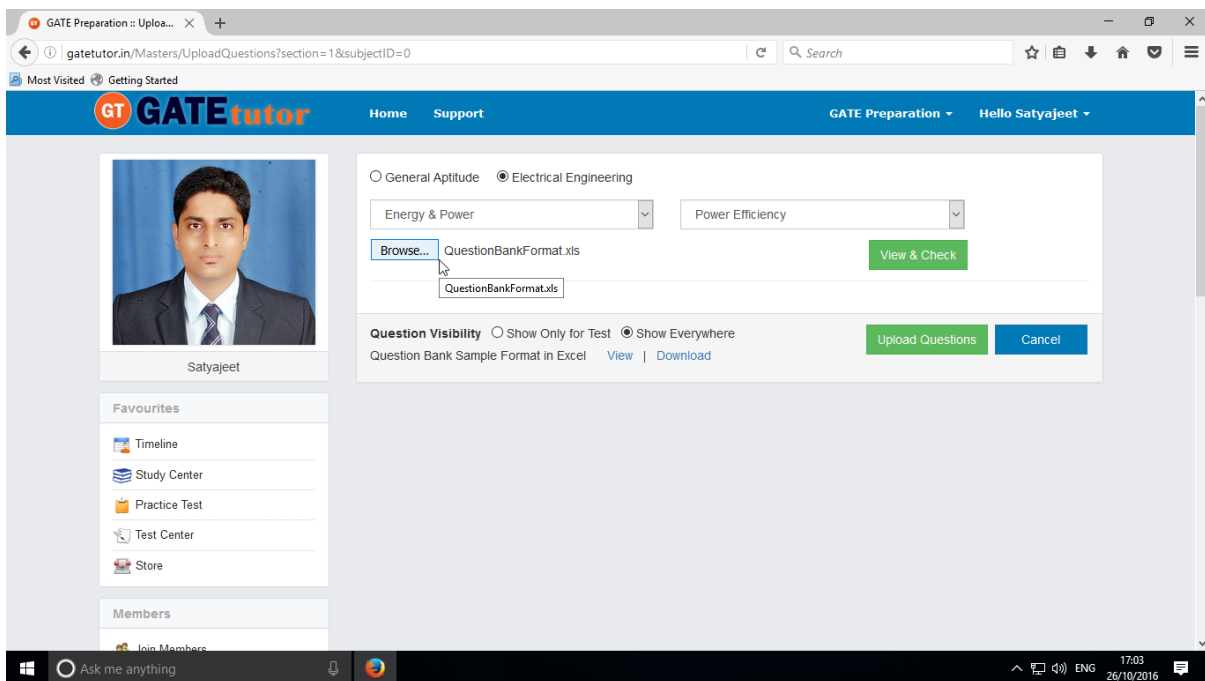 GATE Preparation :: Uploa...
gatetutor.in/Masters/UploadQuestions?section=1&subjectID=0
Search
Most Visited
Getting Started
GT GATEtutor
Home
Support
GATE Preparation
Hello Satyajeet
General Aptitude
Electrical Engineering
Energy & Power
Power Efficiency
Browse...
QuestionBankFormat.xls
View & Check
QuestionBankFormat.xls
Question Visibility
Show Only for Test
Show Everywhere
Upload Questions
Cancel
Question Bank Sample Format in Excel
View | Download
Satyajeet
Favourites
Timeline
Study Center
Practice Test
Test Center
Store
Members
Join Members
Ask me anything
ENG
17:03
26/10/2016